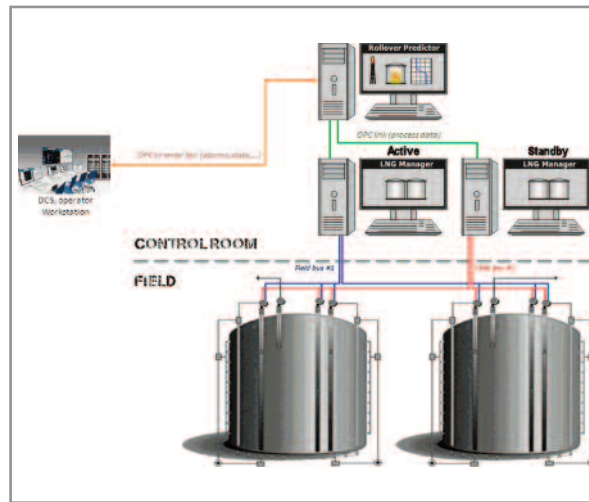 Rollover Predictor
OPC link (process data)
Active
Standby
LNG Manager
LNG Manager
DCS, operator
Workstation
CONTROL ROOM
Field bus #1
FIELD